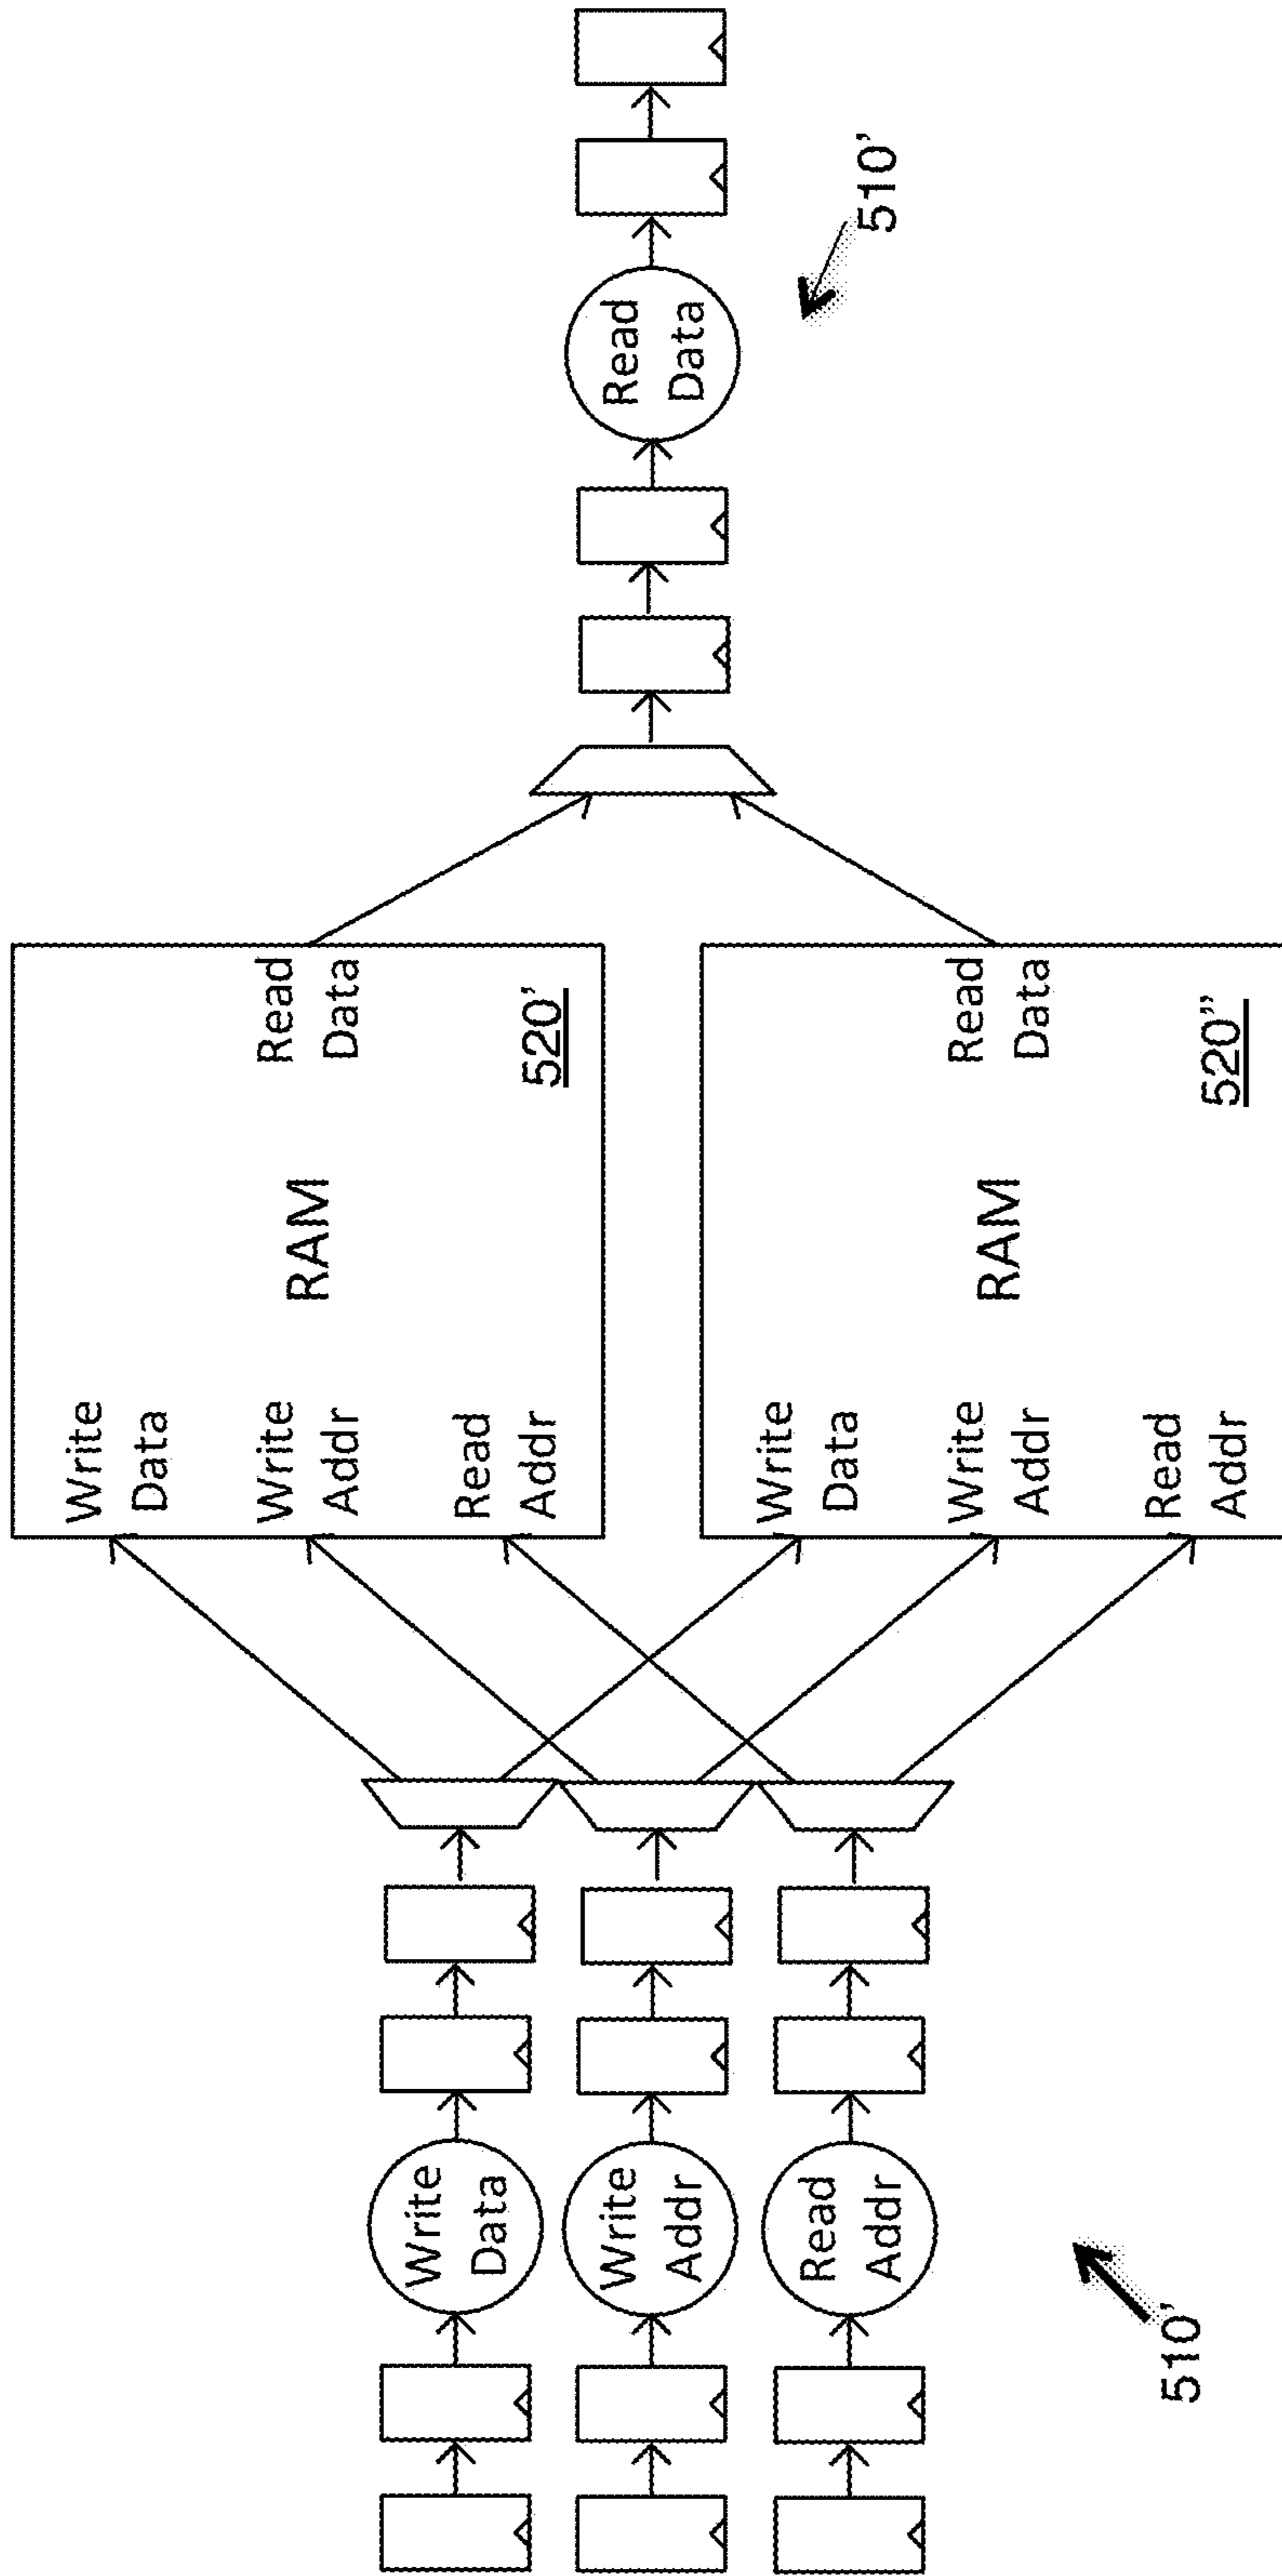 Write
Data
Write
Addr
Read
Addr
510'
Write
Data
Write
Addr
Read
Addr
RAM
Read
Data
520'
Write
Data
Write
Addr
Read
Addr
RAM
Read
Data
520"
Read
Data
510'